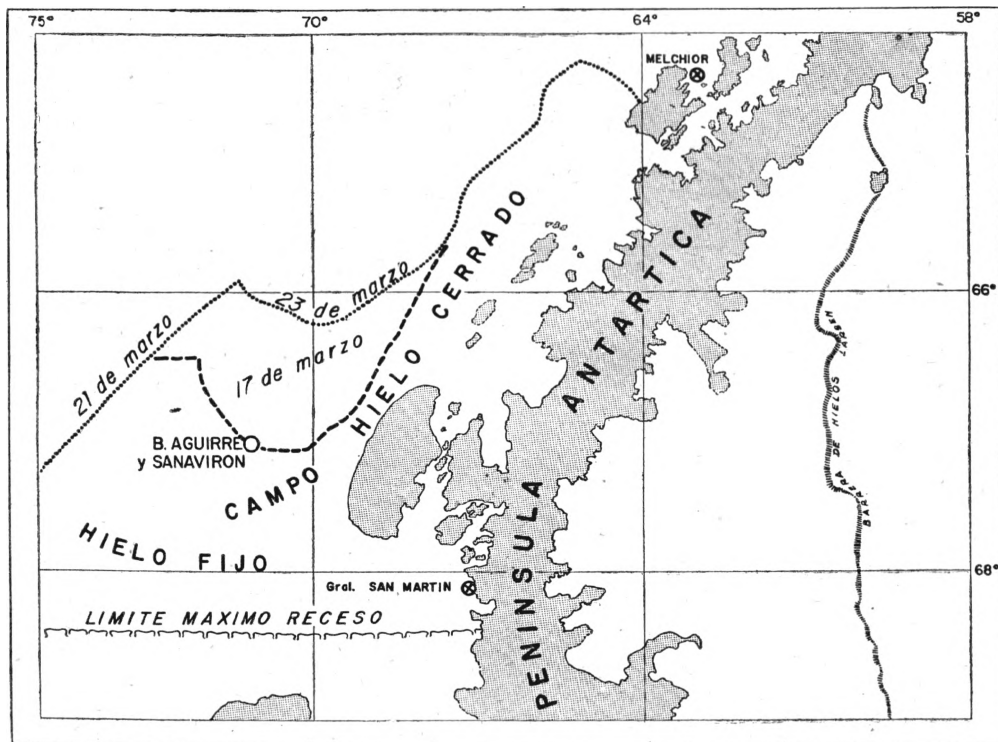 75°
70°
64°
58°
MELCHIOR
66°
68°
21 de marzo
23 de marzo
17 de marzo
B. AGUIRRE
y SANAVIRON
CAMPO HIELO CERRADO
HIELO FIJO
PENINSULA ANTARTICA
BARRERA DE HIELOS LARSEN
Gral. SAN MARTIN
LIMITE MAXIMO RECESO